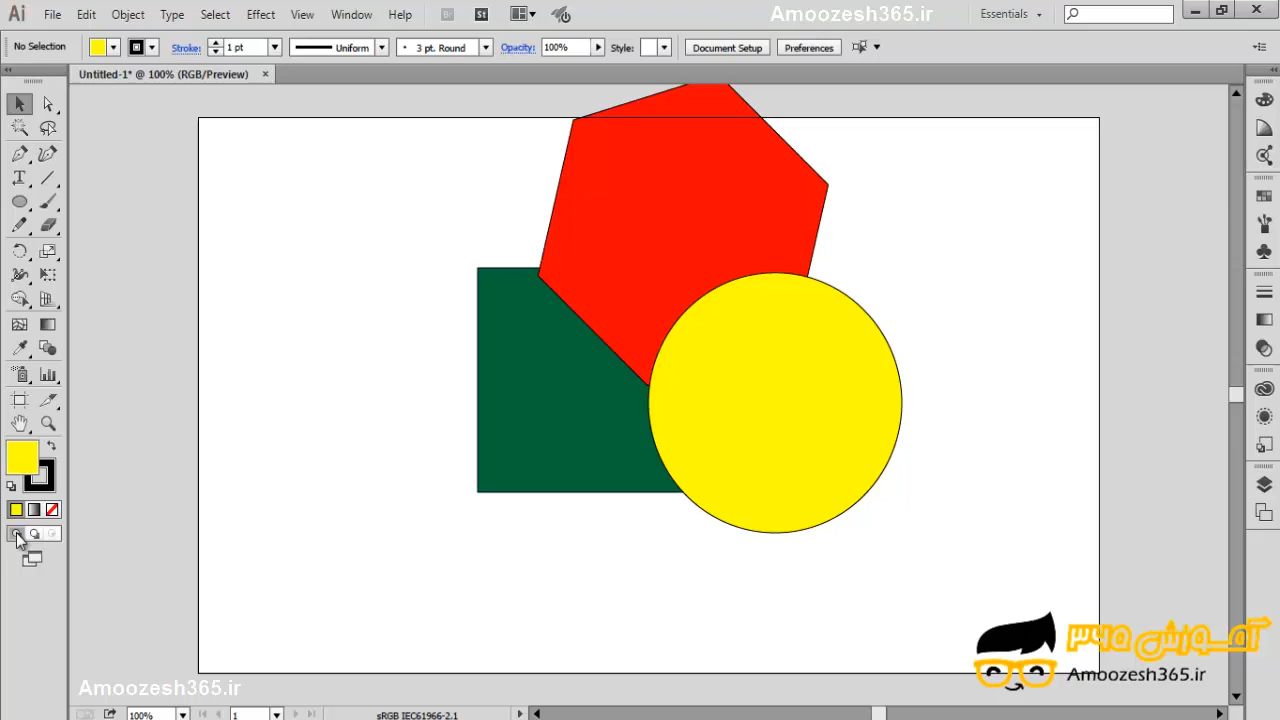 Ai File Edit Object Type Select Effect View Window Help Br St Amoozesh365.ir Essentials
No Selection Stroke: 1 pt Uniform 3 pt. Round Opacity: 100% Style: Document Setup Preferences
Untitled-1* @ 100% (RGB/Preview) ×
آموزش ۳۶۵
Amoozesh365.ir
Amoozesh365.ir
100% 1 sRGB IEC61966-2.1